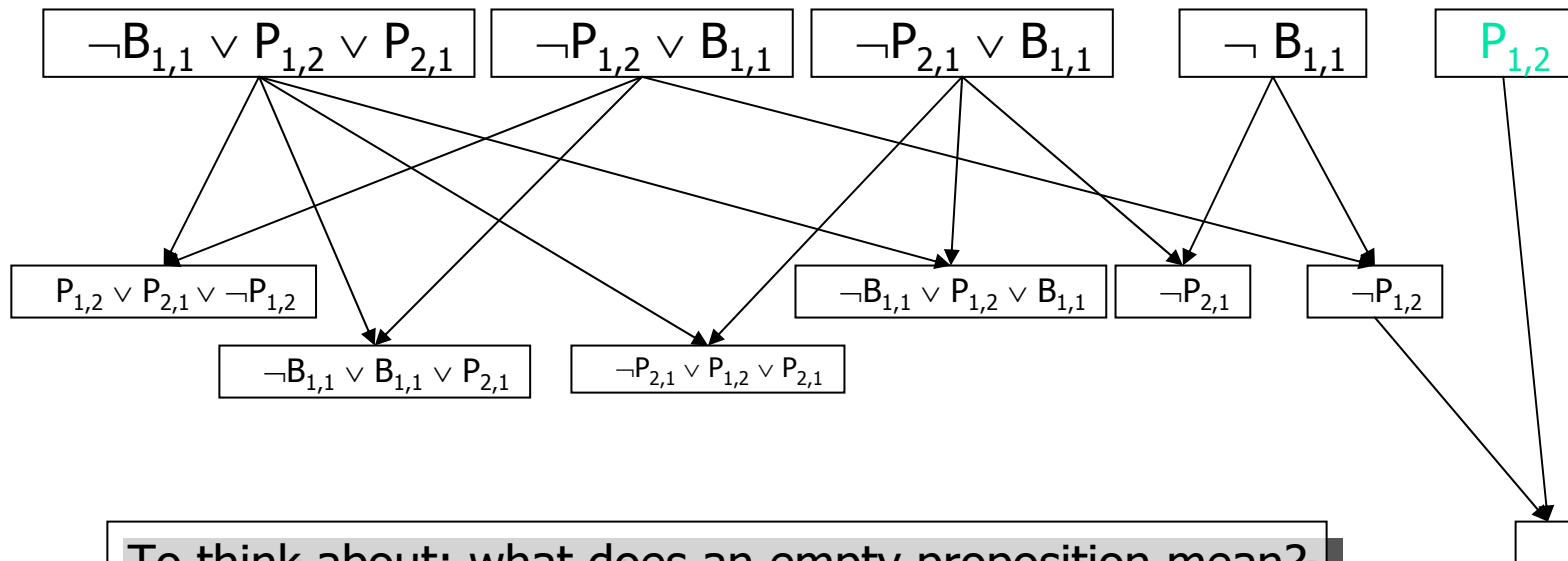 ¬B₁,₁ ∨ P₁,₂ ∨ P₂,₁
¬P₁,₂ ∨ B₁,₁
¬P₂,₁ ∨ B₁,₁
¬ B₁,₁
P₁,₂
P₁,₂ ∨ P₂,₁ ∨ ¬P₁,₂
¬B₁,₁ ∨ P₁,₂ ∨ B₁,₁
¬P₂,₁
¬P₁,₂
¬B₁,₁ ∨ B₁,₁ ∨ P₂,₁
¬P₂,₁ ∨ P₁,₂ ∨ P₂,₁
To think about: what does an empty proposition mean?